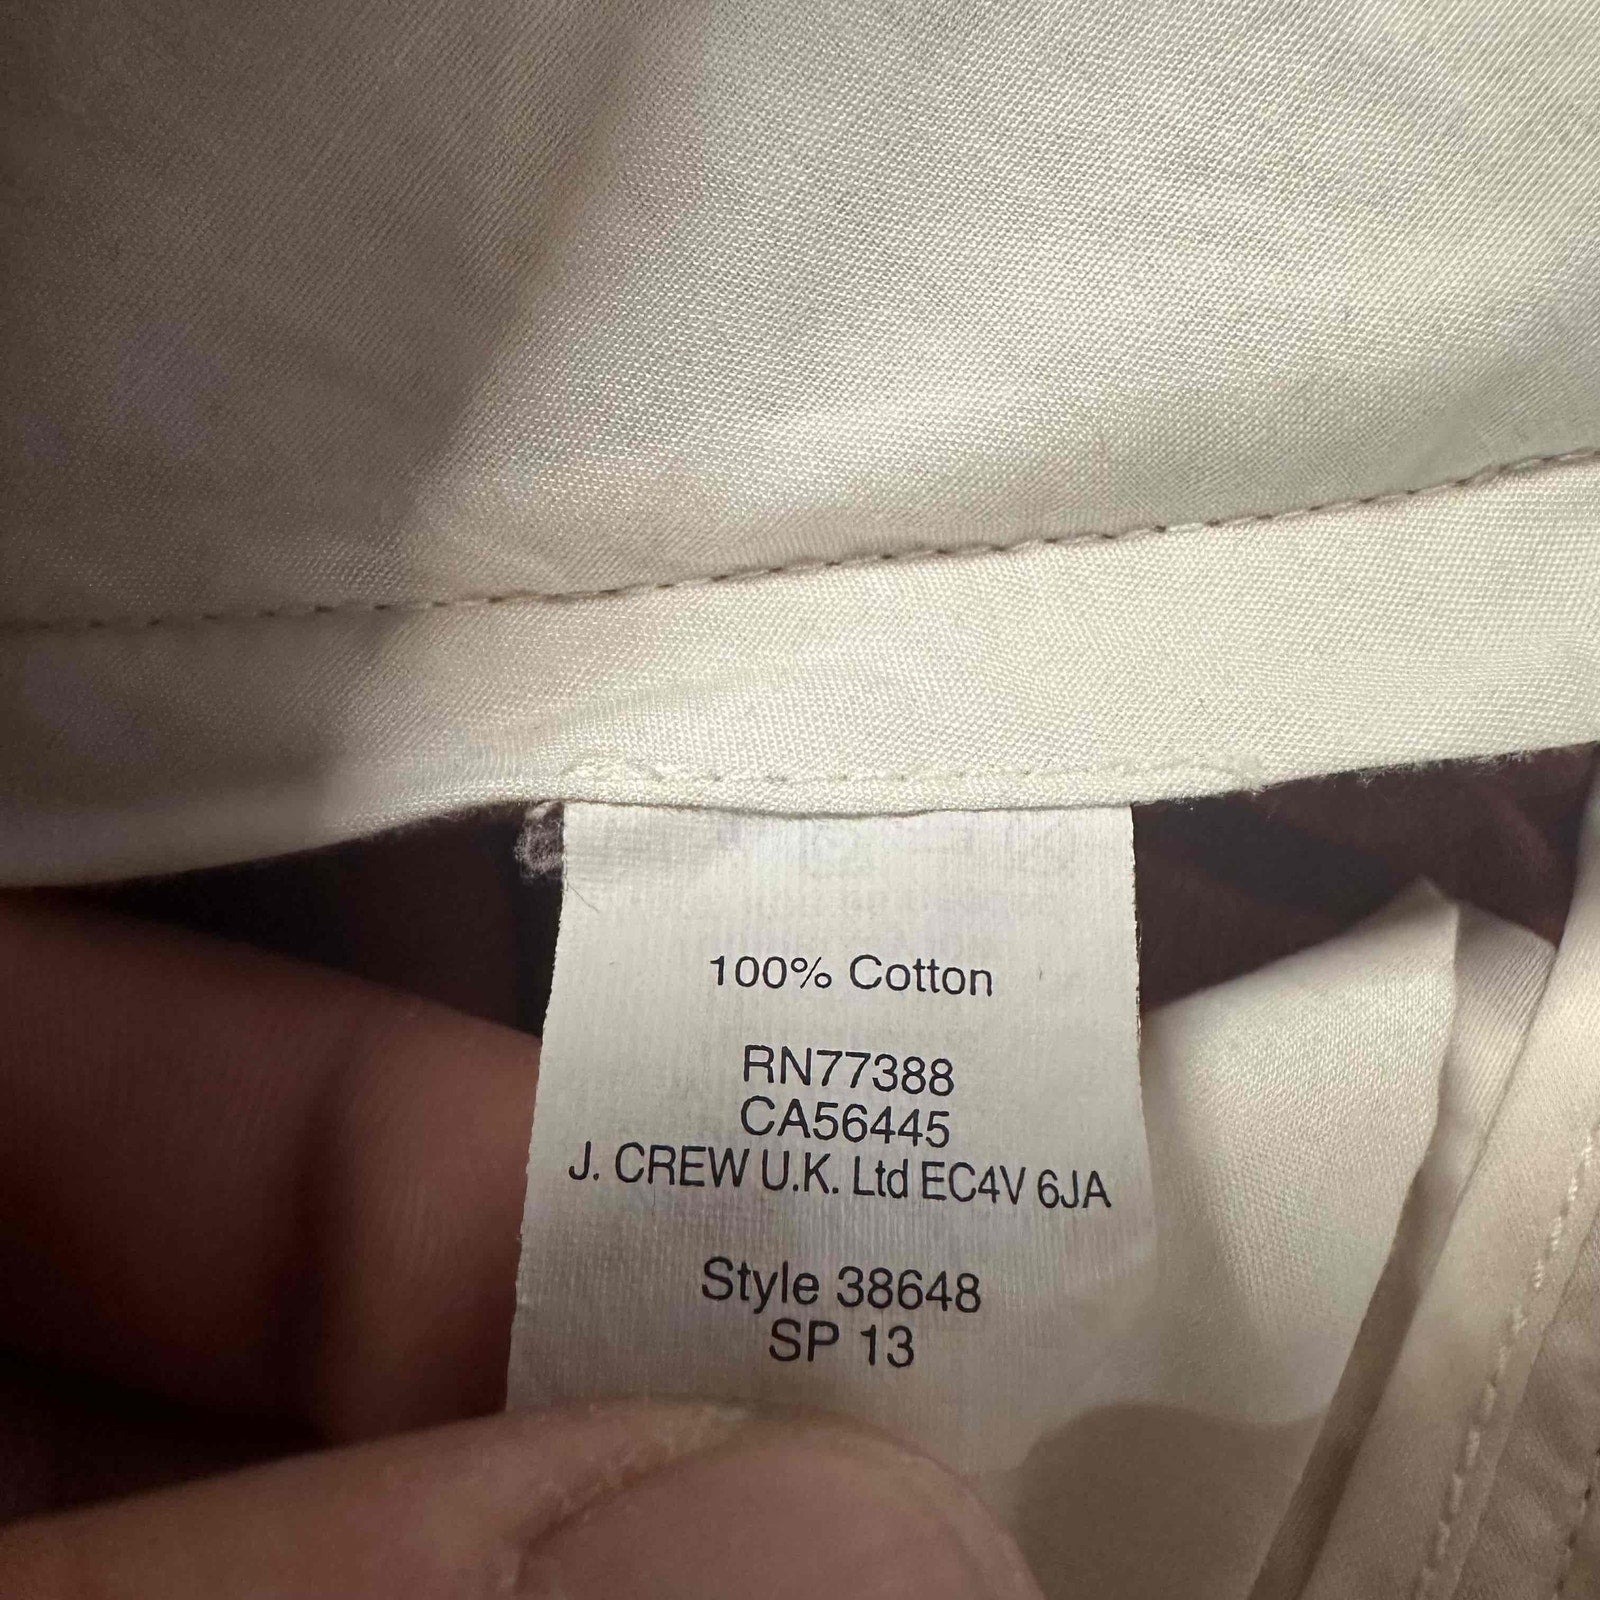 100% Cotton
RN77388
CA56445
J. CREW U.K. Ltd EC4V 6JA
Style 38648
SP 13